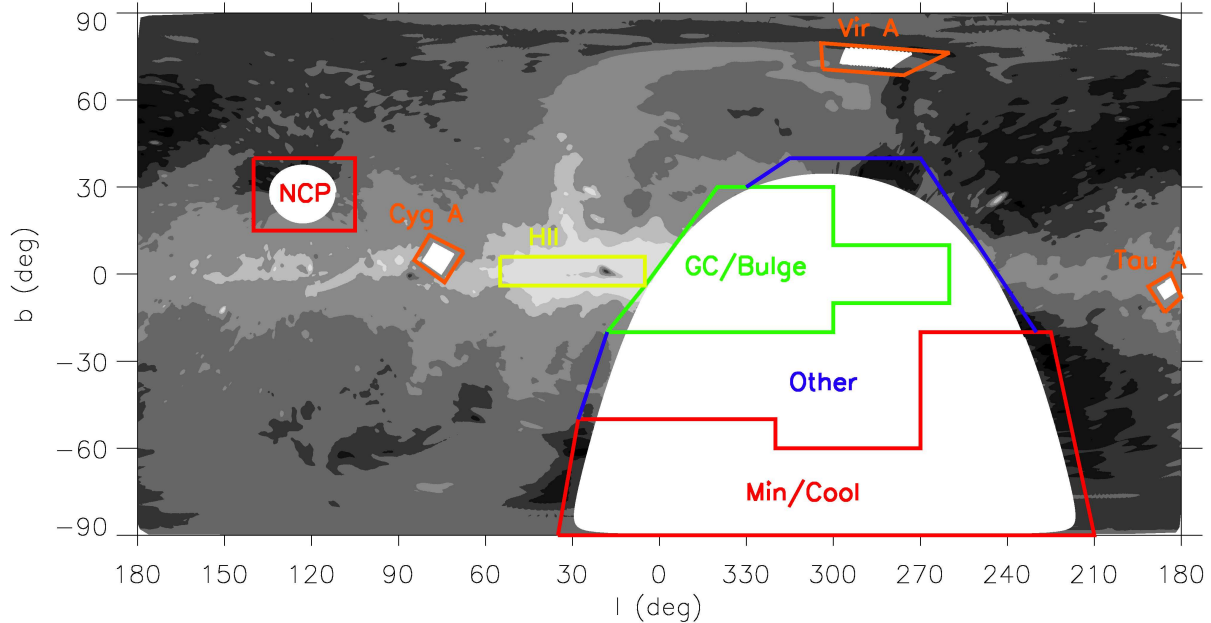 90
60
30
0
−30
−60
−90
b (deg)
Vir A
NCP
Cyg A
HII
GC/Bulge
Tau A
Other
Min/Cool
180 150 120 90 60 30 0 330 300 270 240 210 180
l (deg)